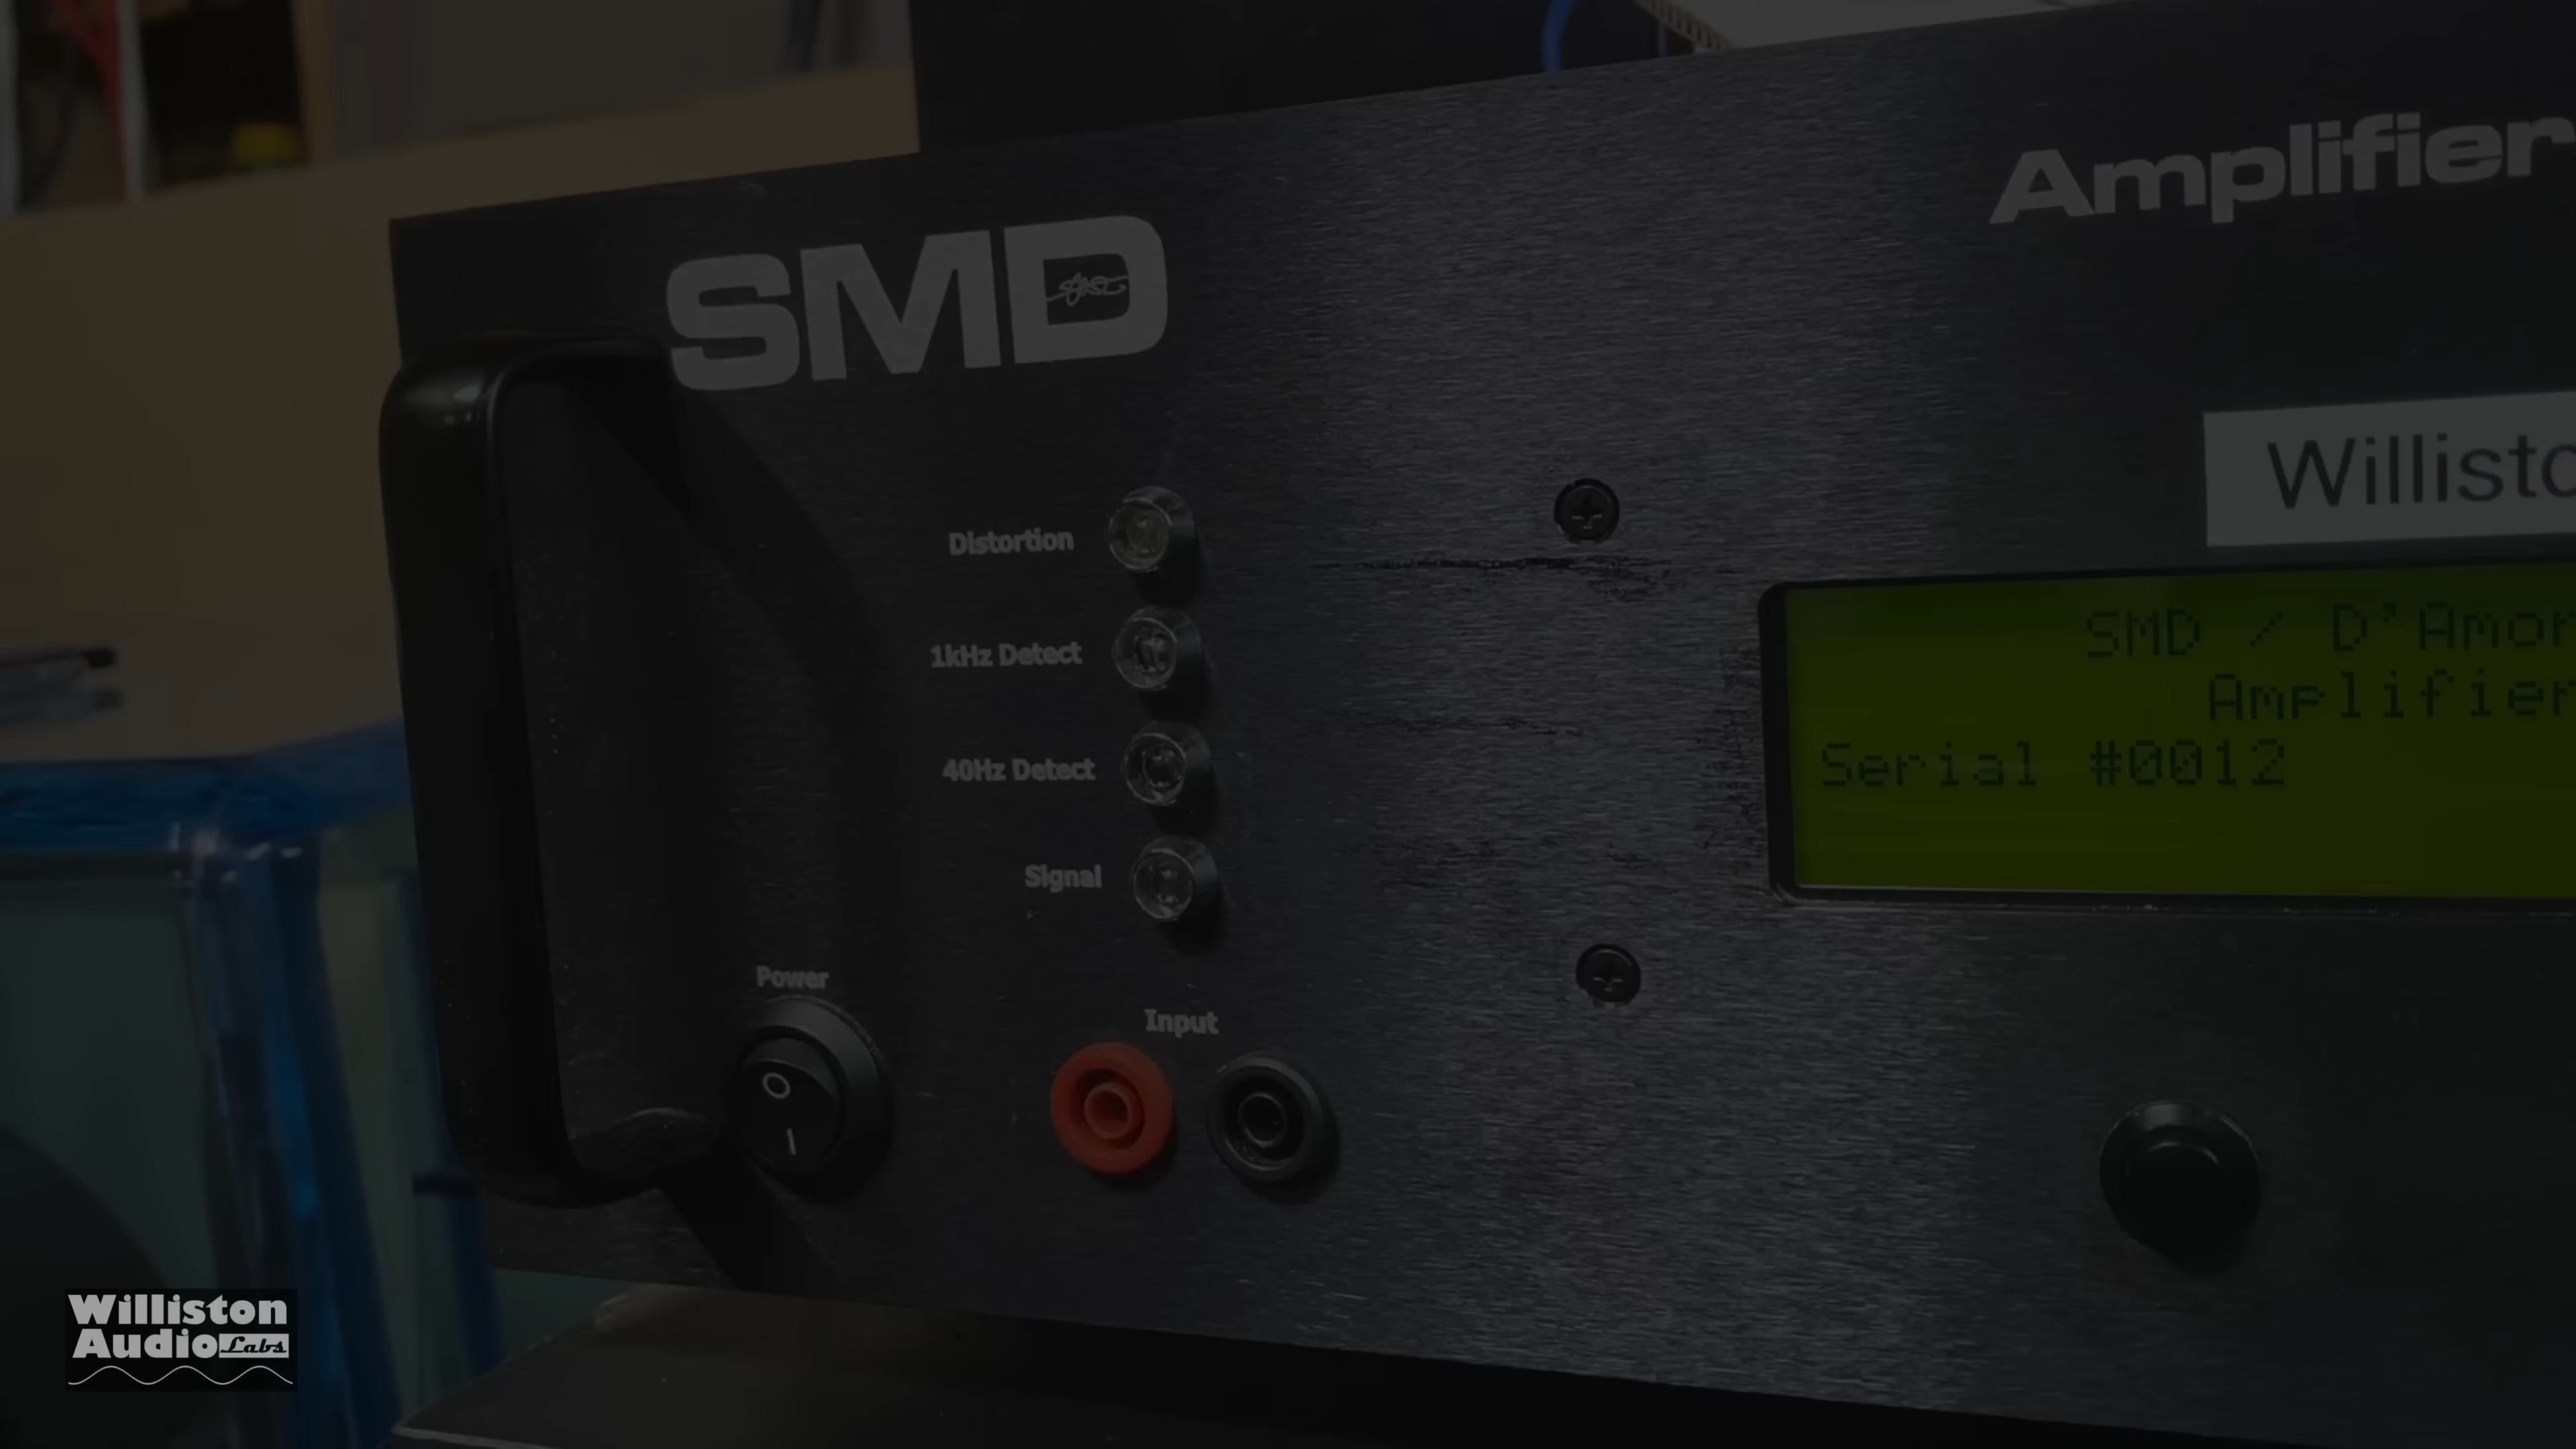 SMD
Amplifier
Willisto
Distortion
1kHz Detect
40Hz Detect
Signal
SMD / D'Amor
Amplifier
Serial #0012
Power
O
I
Input
Williston
Audio Labs